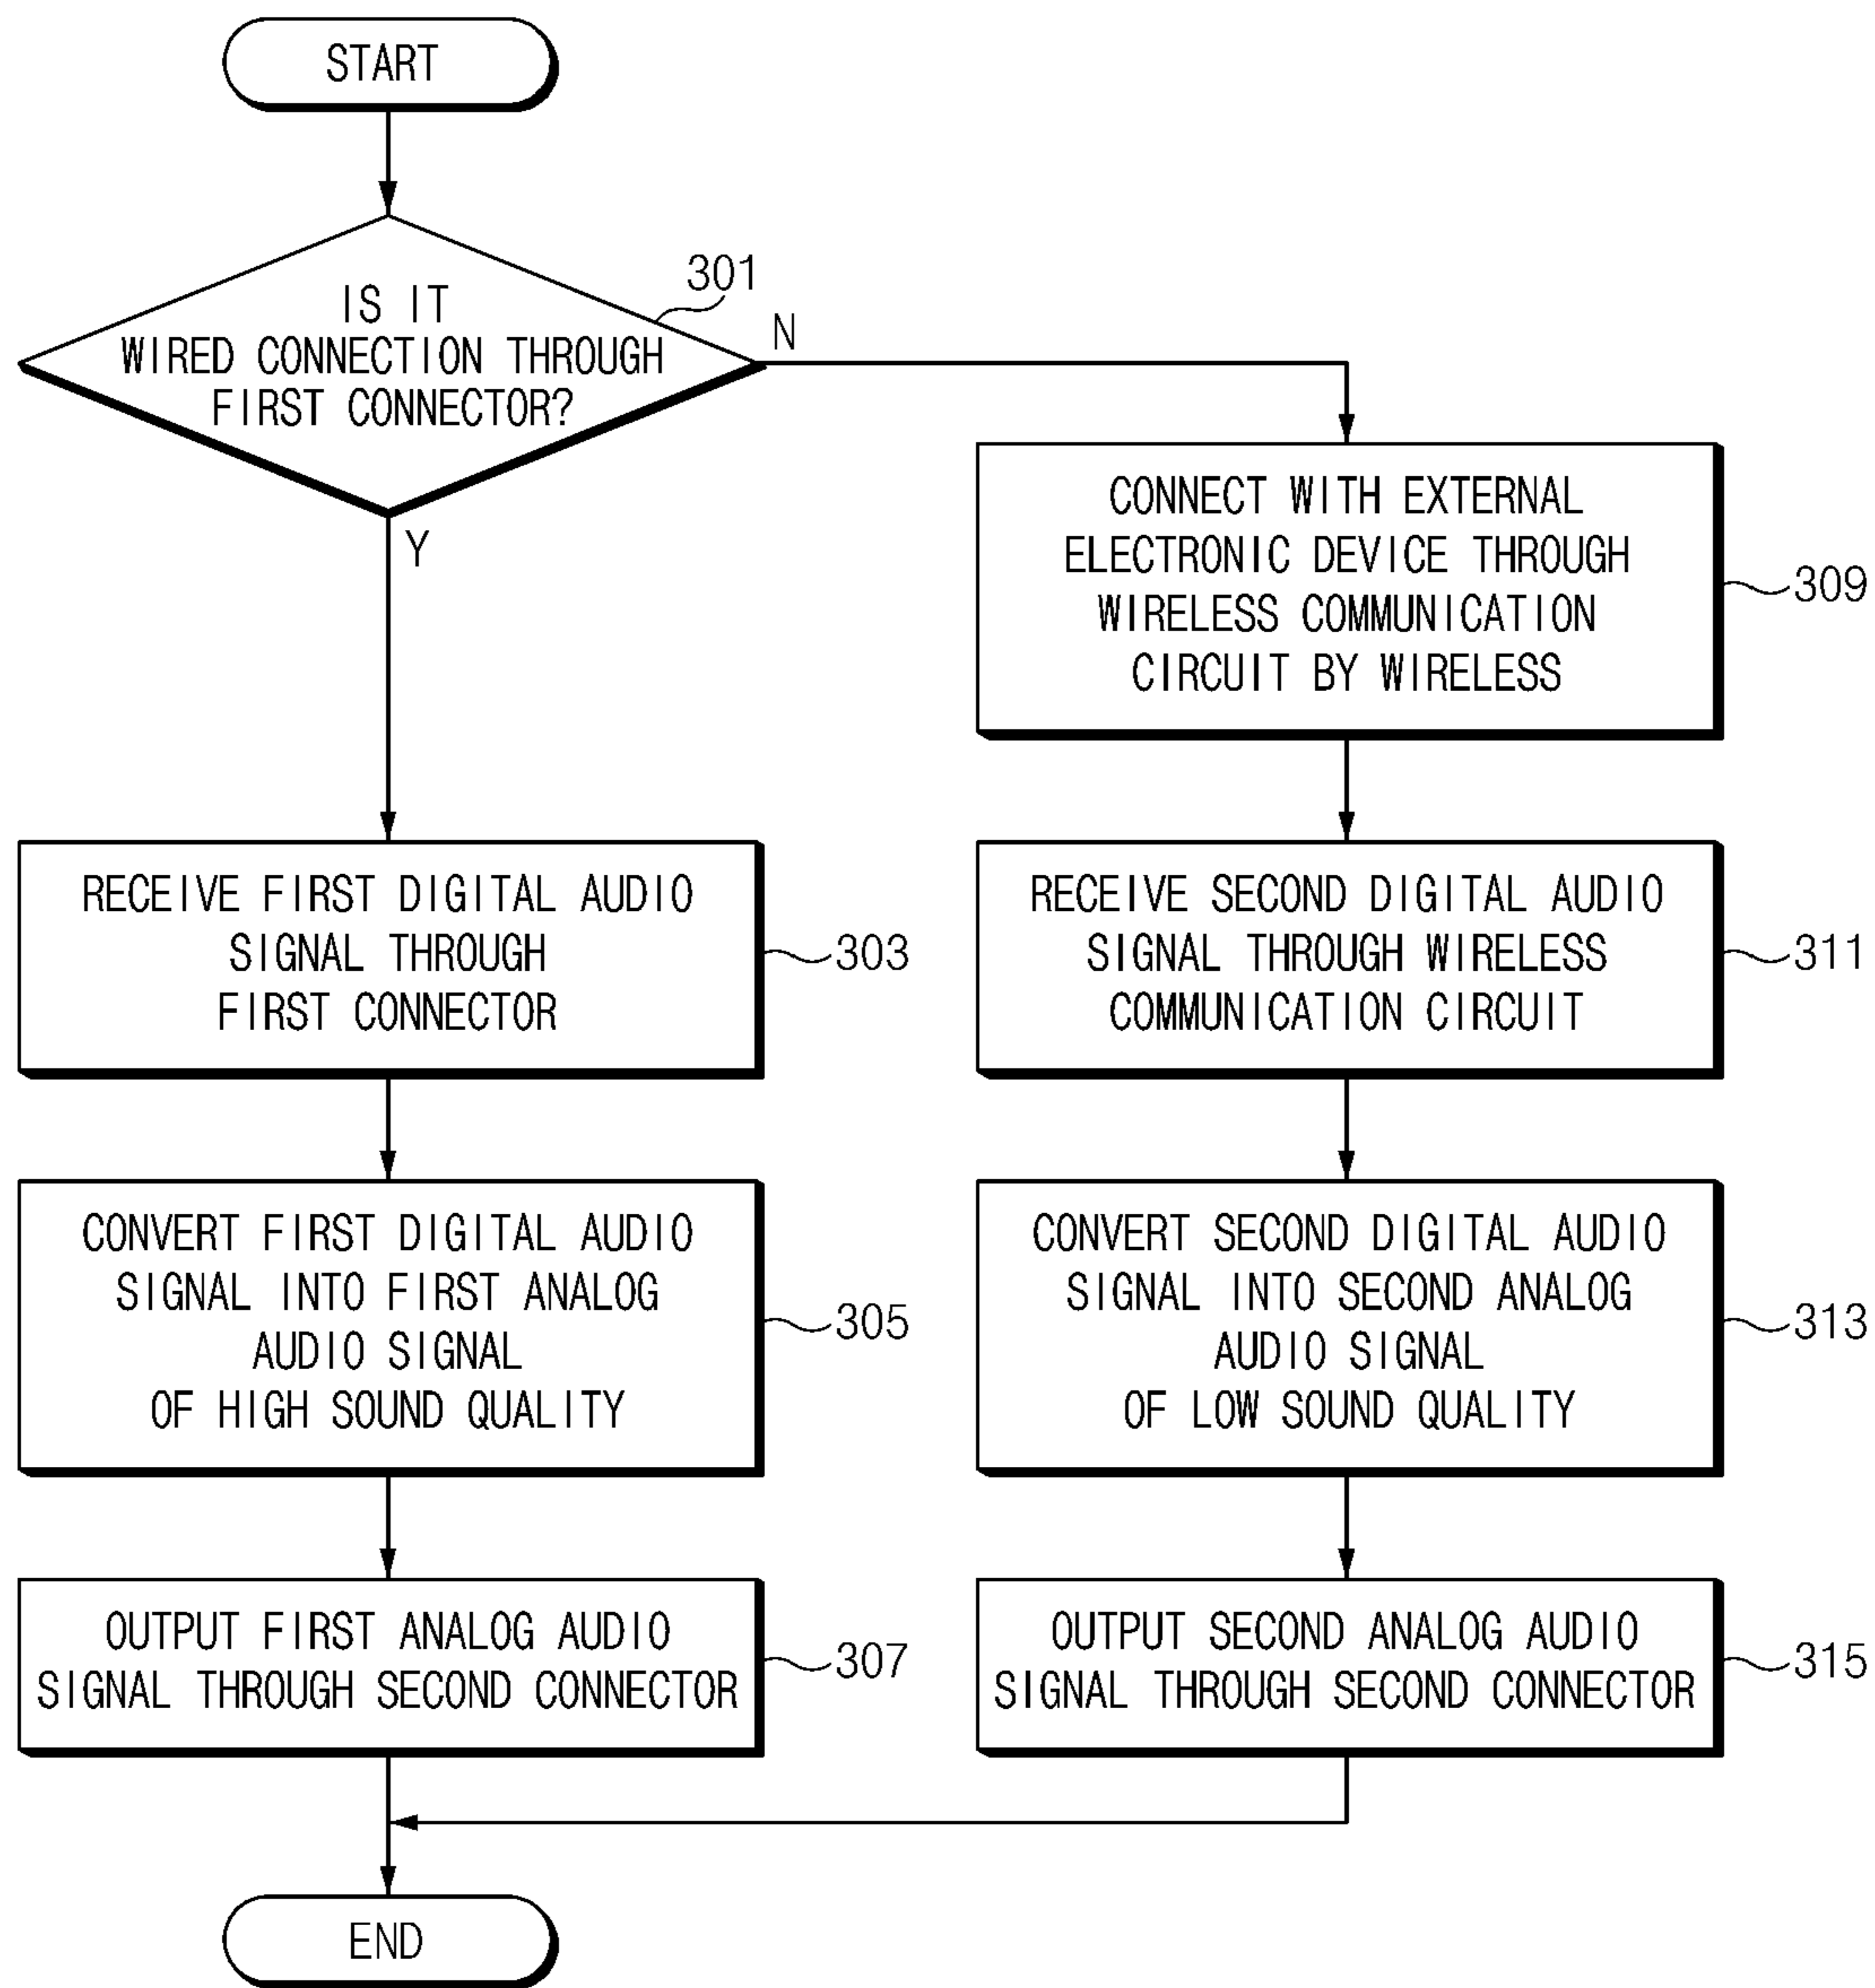 START
301
IS IT
WIRED CONNECTION THROUGH
FIRST CONNECTOR?
N
Y
CONNECT WITH EXTERNAL
ELECTRONIC DEVICE THROUGH
WIRELESS COMMUNICATION
CIRCUIT BY WIRELESS
309
RECEIVE FIRST DIGITAL AUDIO
SIGNAL THROUGH
FIRST CONNECTOR
303
RECEIVE SECOND DIGITAL AUDIO
SIGNAL THROUGH WIRELESS
COMMUNICATION CIRCUIT
311
CONVERT FIRST DIGITAL AUDIO
SIGNAL INTO FIRST ANALOG
AUDIO SIGNAL
OF HIGH SOUND QUALITY
305
CONVERT SECOND DIGITAL AUDIO
SIGNAL INTO SECOND ANALOG
AUDIO SIGNAL
OF LOW SOUND QUALITY
313
OUTPUT FIRST ANALOG AUDIO
SIGNAL THROUGH SECOND CONNECTOR
307
OUTPUT SECOND ANALOG AUDIO
SIGNAL THROUGH SECOND CONNECTOR
315
END